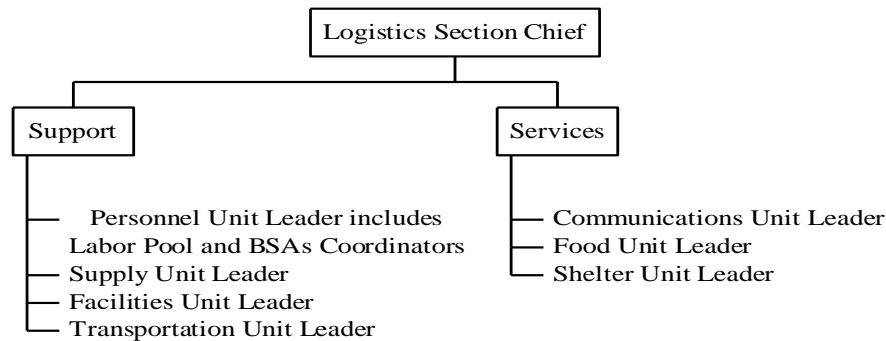 Logistics Section Chief
Support
Services
Personnel Unit Leader includes
Labor Pool and BSAs Coordinators
Supply Unit Leader
Facilities Unit Leader
Transportation Unit Leader
Communications Unit Leader
Food Unit Leader
Shelter Unit Leader